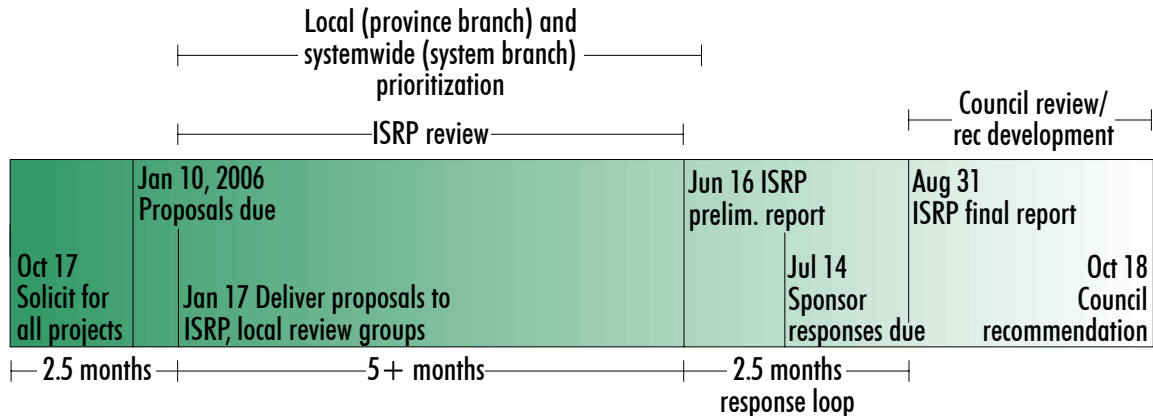 Local (province branch) and
systemwide (system branch)
prioritization
Council review/
rec development
ISRP review
Jan 10, 2006
Proposals due
Jun 16 ISRP
prelim. report
Aug 31
ISRP final report
Oct 17
Solicit for
all projects
Jan 17 Deliver proposals to
ISRP, local review groups
Jul 14
Sponsor
responses due
Oct 18
Council
recommendation
2.5 months
5+ months
2.5 months
response loop